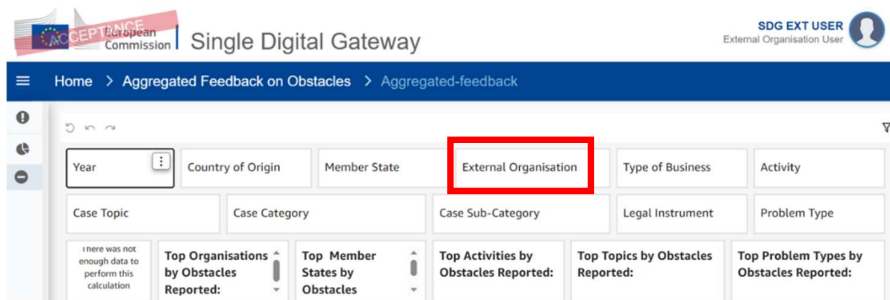 ACCEPTANCE
European
Commission
Single Digital Gateway
SDG EXT USER
External Organisation User
Home > Aggregated Feedback on Obstacles > Aggregated-feedback
Year
Country of Origin
Member State
External Organisation
Type of Business
Activity
Case Topic
Case Category
Case Sub-Category
Legal Instrument
Problem Type
There was not
enough data to
perform this
calculation
Top Organisations
by Obstacles
Reported:
Top Member
States by
Obstacles
Top Activities by
Obstacles Reported:
Top Topics by Obstacles
Reported:
Top Problem Types by
Obstacles Reported: